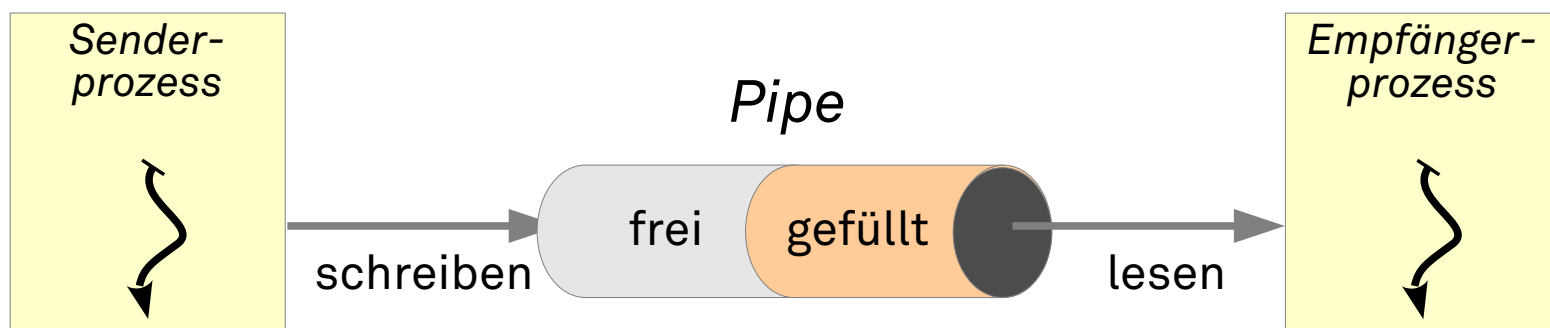 Sender-
prozess
Pipe
Empfänger-
prozess
frei
gefüllt
schreiben
lesen